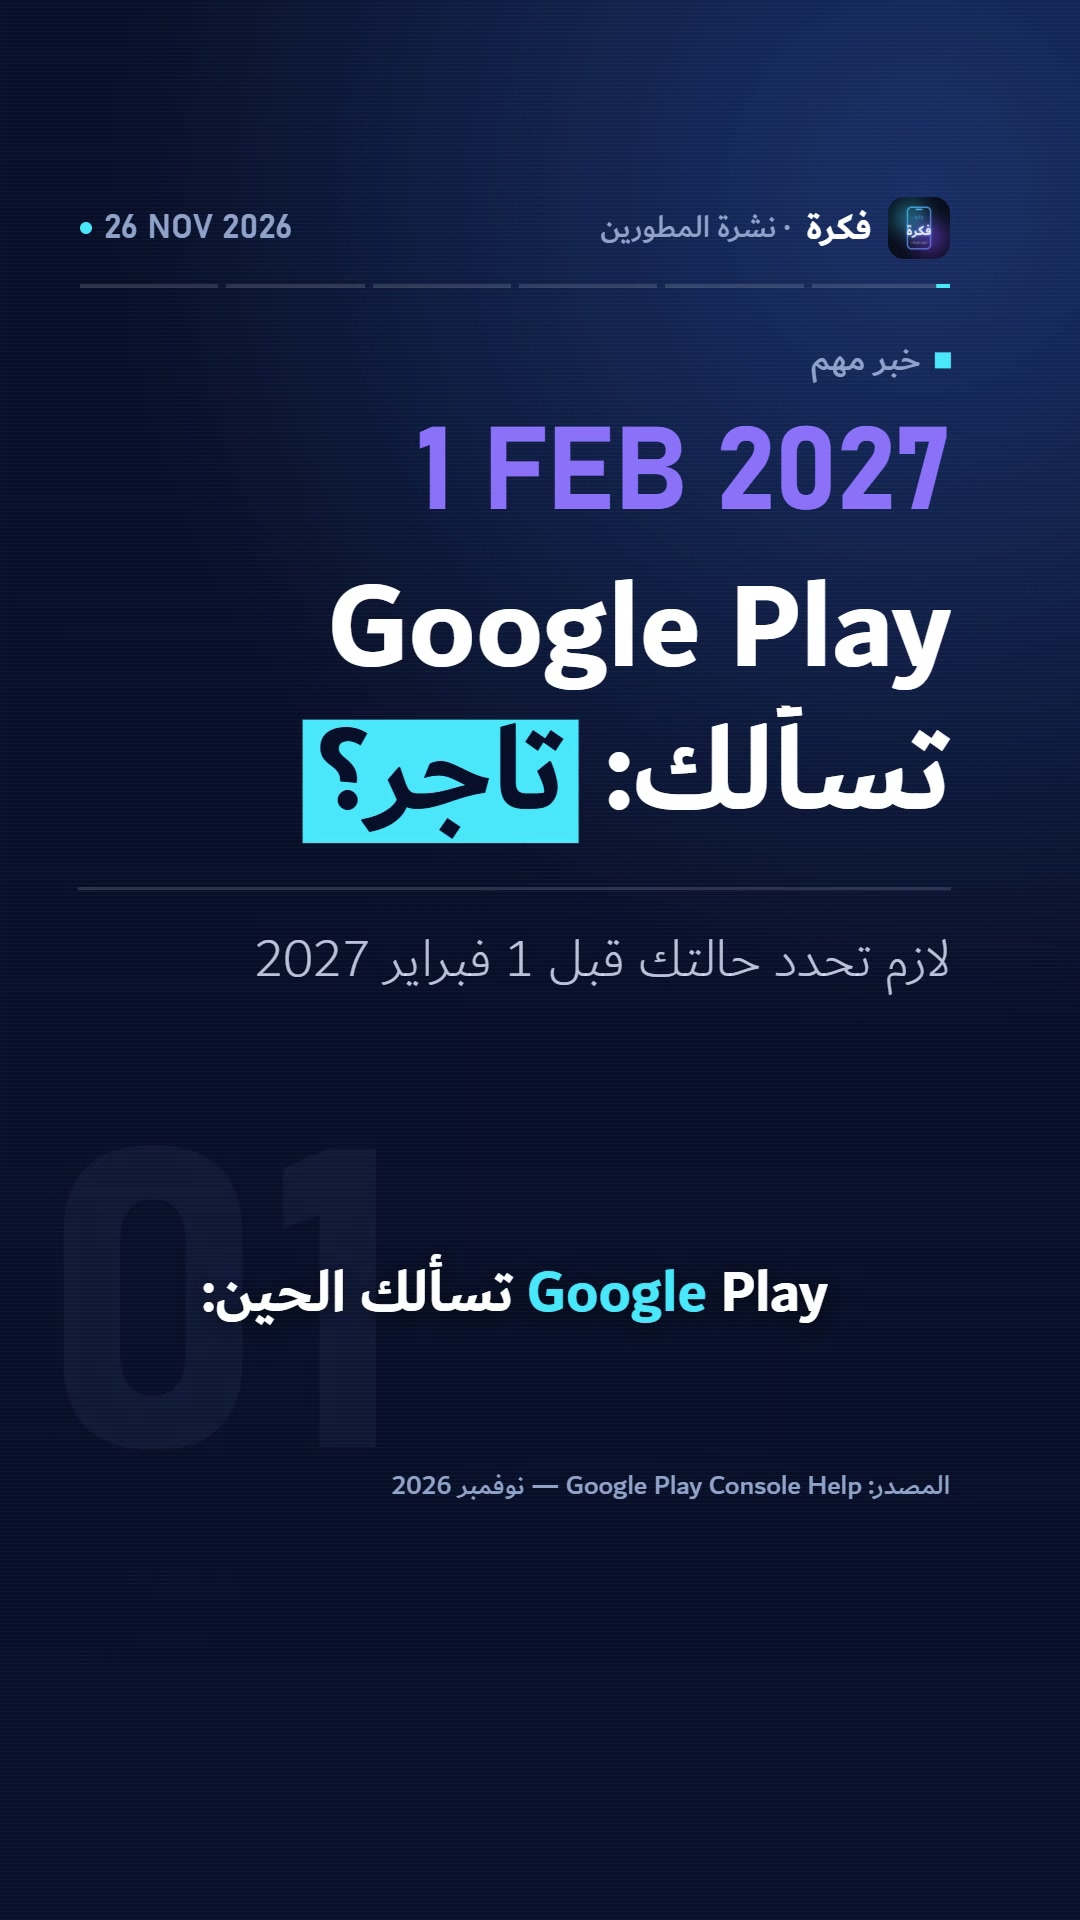 فكرة · نشرة المطورين
26 NOV 2026
خبر مهم
1 FEB 2027
Google Play
تسألك: تاجر؟
لازم تحدد حالتك قبل 1 فبراير 2027
01
Google Play تسألك الحين:
المصدر: Google Play Console Help — نوفمبر 2026